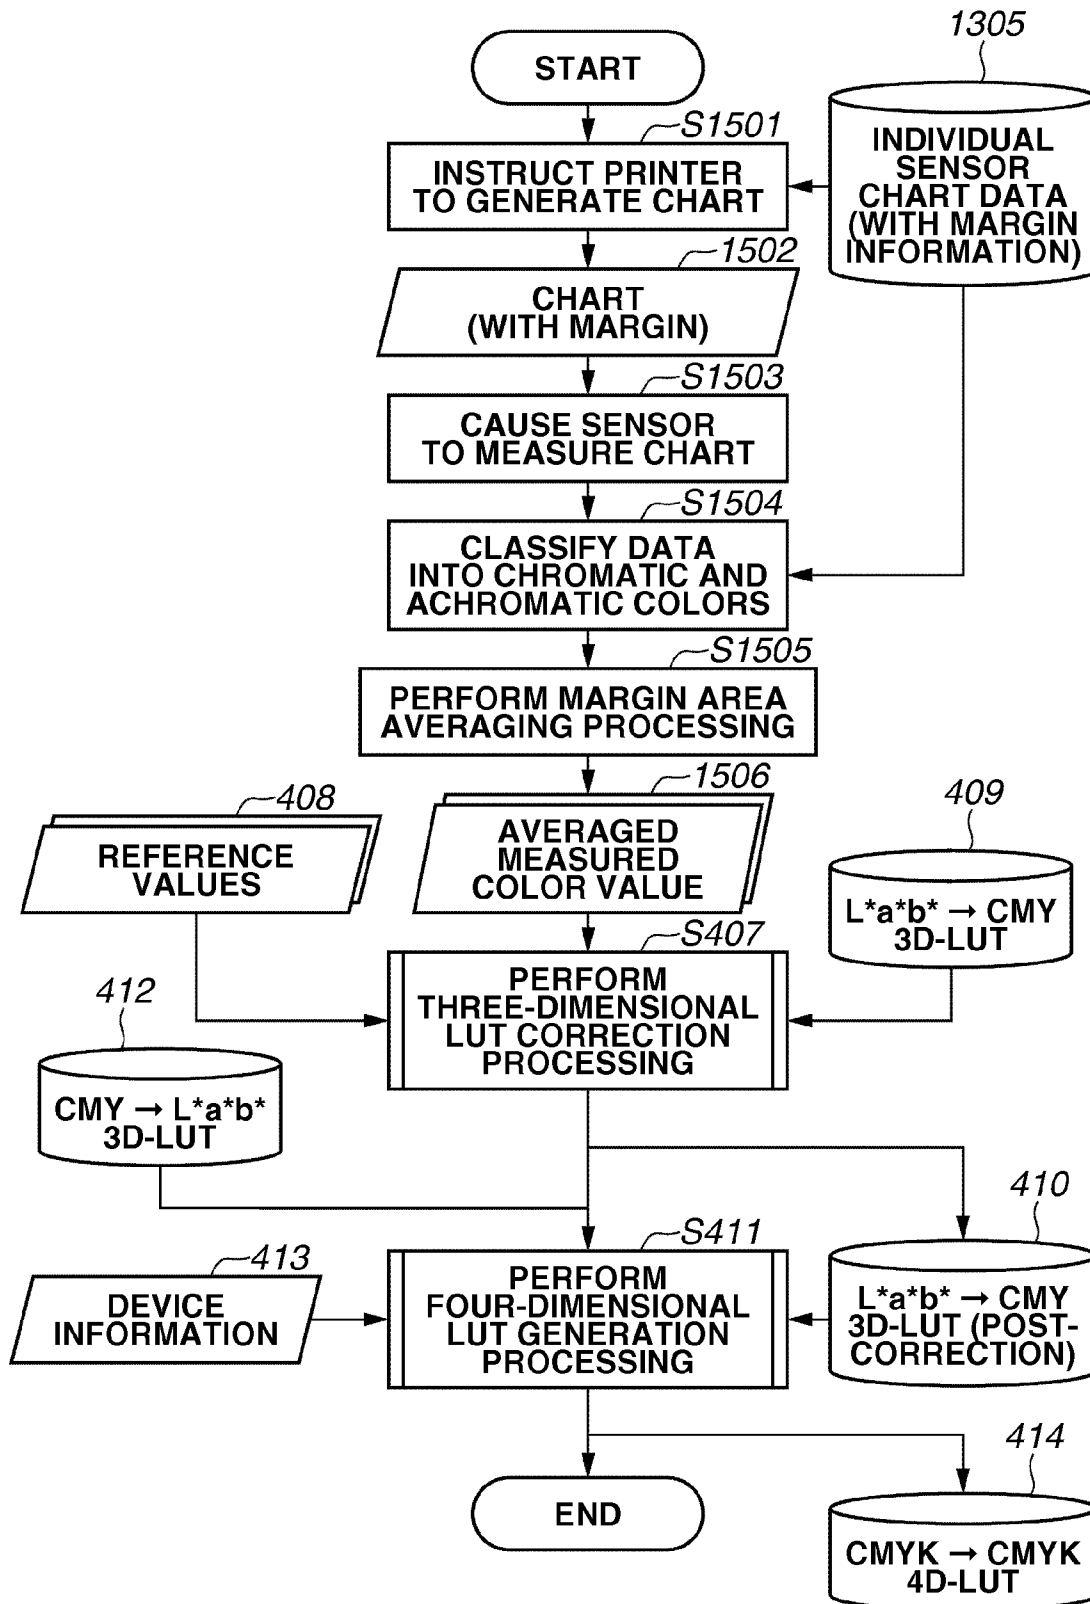 START
1305
S1501
INSTRUCT PRINTER
TO GENERATE CHART
INDIVIDUAL
SENSOR
CHART DATA
(WITH MARGIN
INFORMATION)
1502
CHART
(WITH MARGIN)
S1503
CAUSE SENSOR
TO MEASURE CHART
S1504
CLASSIFY DATA
INTO CHROMATIC AND
ACHROMATIC COLORS
S1505
PERFORM MARGIN AREA
AVERAGING PROCESSING
408
REFERENCE
VALUES
1506
AVERAGED
MEASURED
COLOR VALUE
409
L*a*b* → CMY
3D-LUT
S407
PERFORM
THREE-DIMENSIONAL
LUT CORRECTION
PROCESSING
412
CMY → L*a*b*
3D-LUT
410
L*a*b* → CMY
3D-LUT (POST-
CORRECTION)
S411
PERFORM
FOUR-DIMENSIONAL
LUT GENERATION
PROCESSING
413
DEVICE
INFORMATION
414
CMYK → CMYK
4D-LUT
END